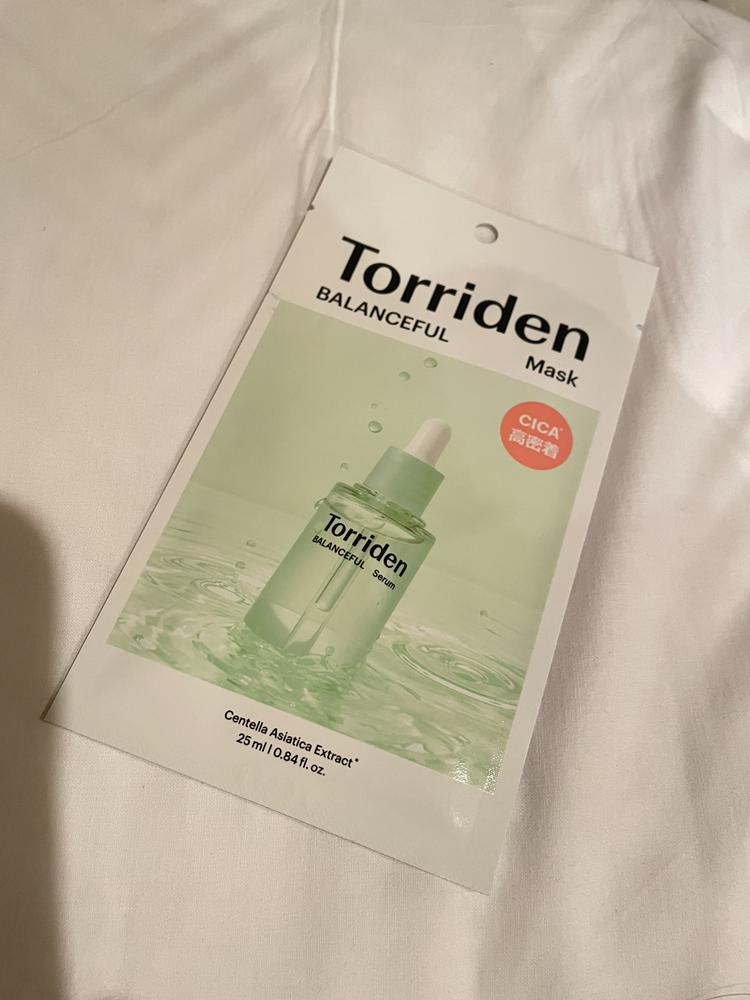 Torriden
BALANCEFUL
Mask
CICA*
高密着
Torriden
BALANCEFUL Serum
Centella Asiatica Extract*
25 ml | 0.84 fl. oz.